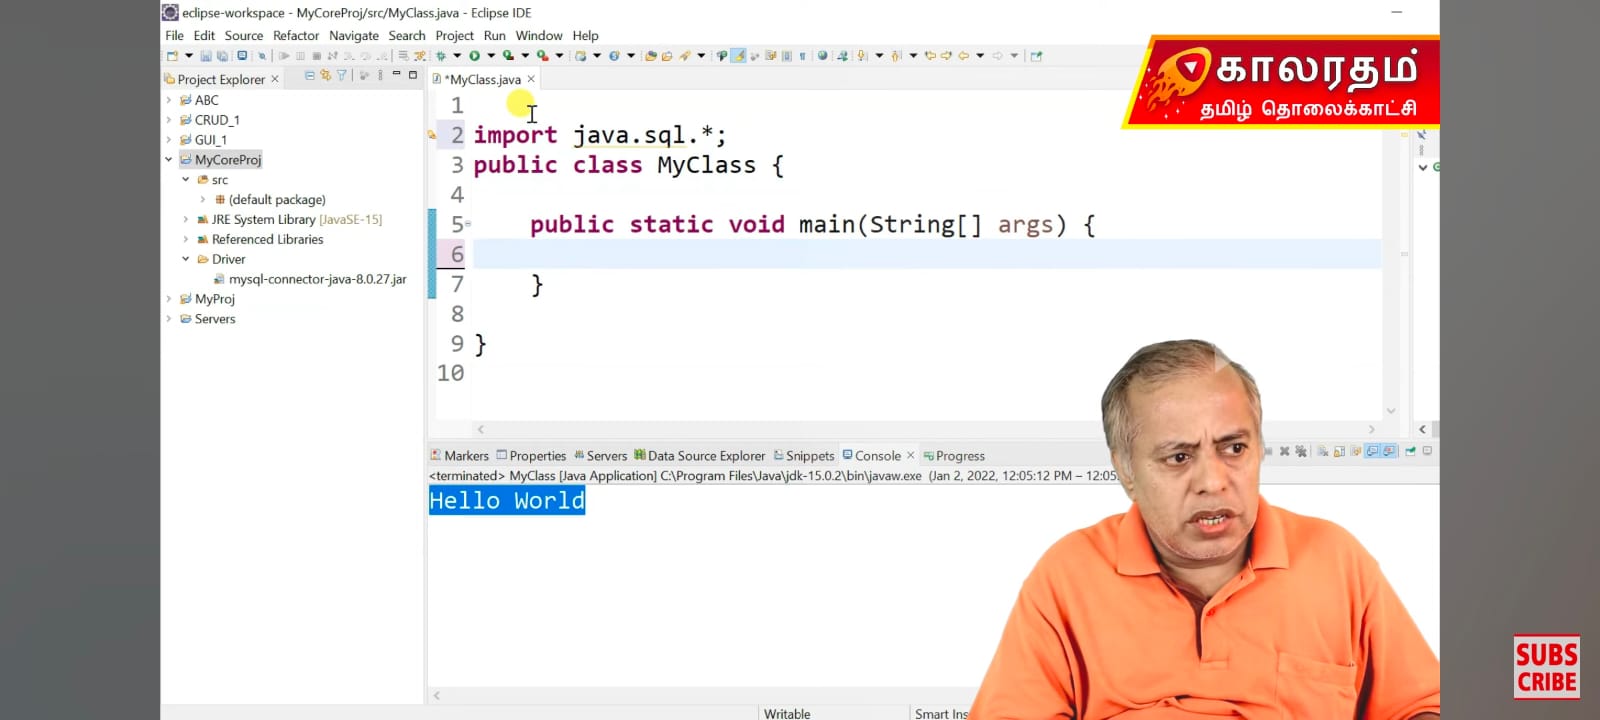 eclipse-workspace - MyCoreProj/src/MyClass.java - Eclipse IDE
File Edit Source Refactor Navigate Search Project Run Window Help
Project Explorer
ABC
CRUD_1
GUI_1
MyCoreProj
src
(default package)
JRE System Library [JavaSE-15]
Referenced Libraries
Driver
mysql-connector-java-8.0.27.jar
MyProj
Servers
*MyClass.java
1
2 import java.sql.*;
3 public class MyClass {
4
5 public static void main(String[] args) {
6
7 }
8
9 }
10
காலரதம்
தமிழ் தொலைக்காட்சி
Markers Properties Servers Data Source Explorer Snippets Console Progress
<terminated> MyClass [Java Application] C:\Program Files\Java\jdk-15.0.2\bin\javaw.exe (Jan 2, 2022, 12:05:12 PM – 12:05:
Hello World
Writable Smart Ins
SUBS
CRIBE